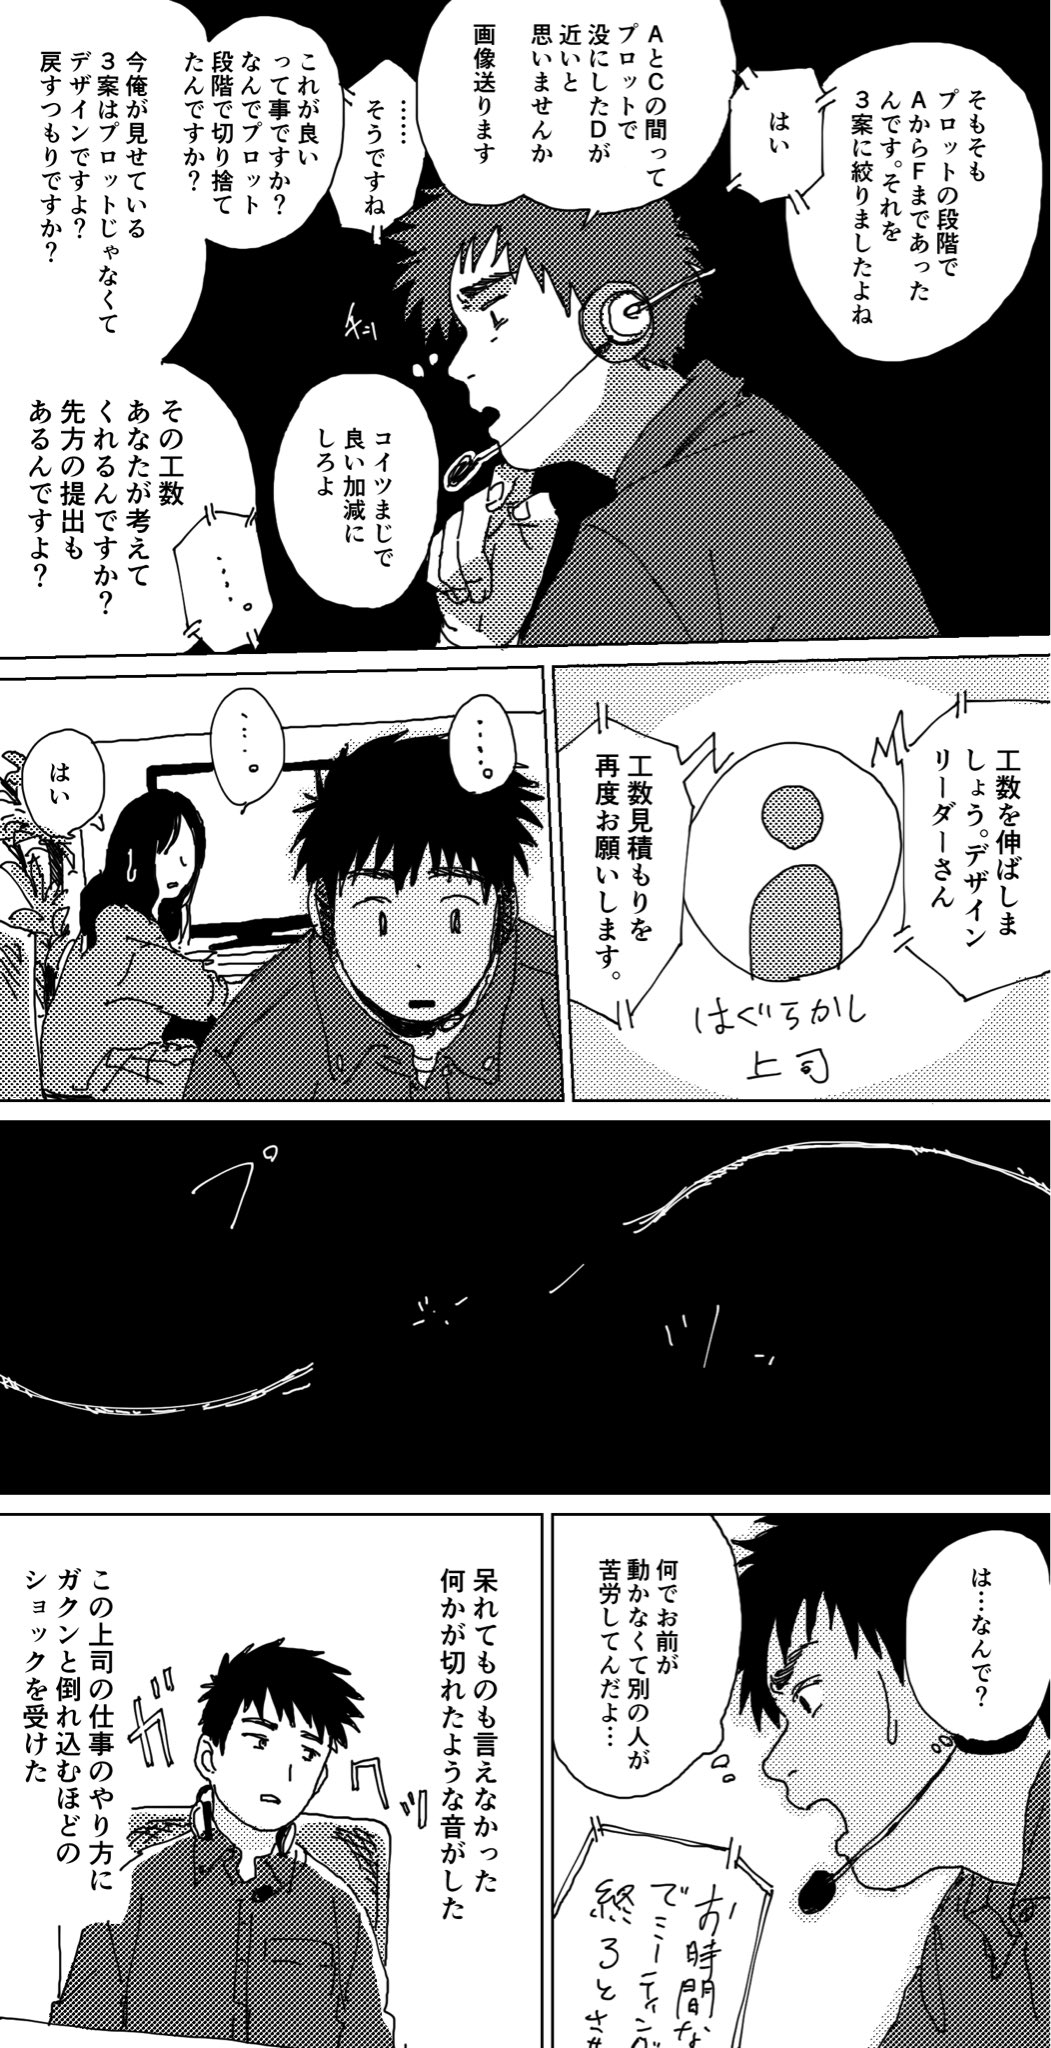 そもそも
プロットの段階で
AからFまであった
んです。それを
3案に絞りましたよね
はい
AとCの間って
プロットで
没にしたDが
近いと
思いませんか
画像送ります
……
そうですね
これが良い
って事ですか？
なんでプロット
段階で切り捨て
たんですか？
今俺が見せている
3案はプロットじゃなくて
デザインですよ？
戻すつもりですか？
コイツまじで
良い加減に
しろよ
その工数
あなたが考えて
くれるんですか？
先方の提出も
あるんですよ？
…。
工数を伸ばしま
しょう。デザイン
リーダーさん
工数見積もりを
再度お願いします。
はぐらかし
上司
…。
…。
はい
プ
ツ
は…なんで？
何でお前が
動かなくて別の人が
苦労してんだよ…
お時間な
でミーティング
終ろとさせ
呆れてものも言えなかった
何かが切れたような音がした
ガクッ
この上司の仕事のやり方に
ガクンと倒れ込むほどの
ショックを受けた